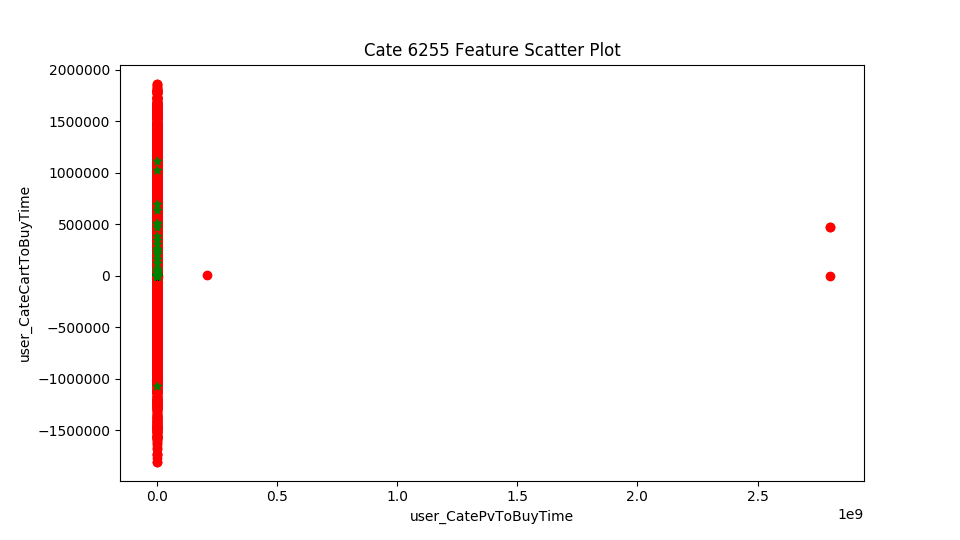 Cate 6255 Feature Scatter Plot
2000000
1500000
1000000
500000
0
−500000
−1000000
−1500000
user_CateCartToBuyTime
0.0 0.5 1.0 1.5 2.0 2.5
1e9
user_CatePvToBuyTime